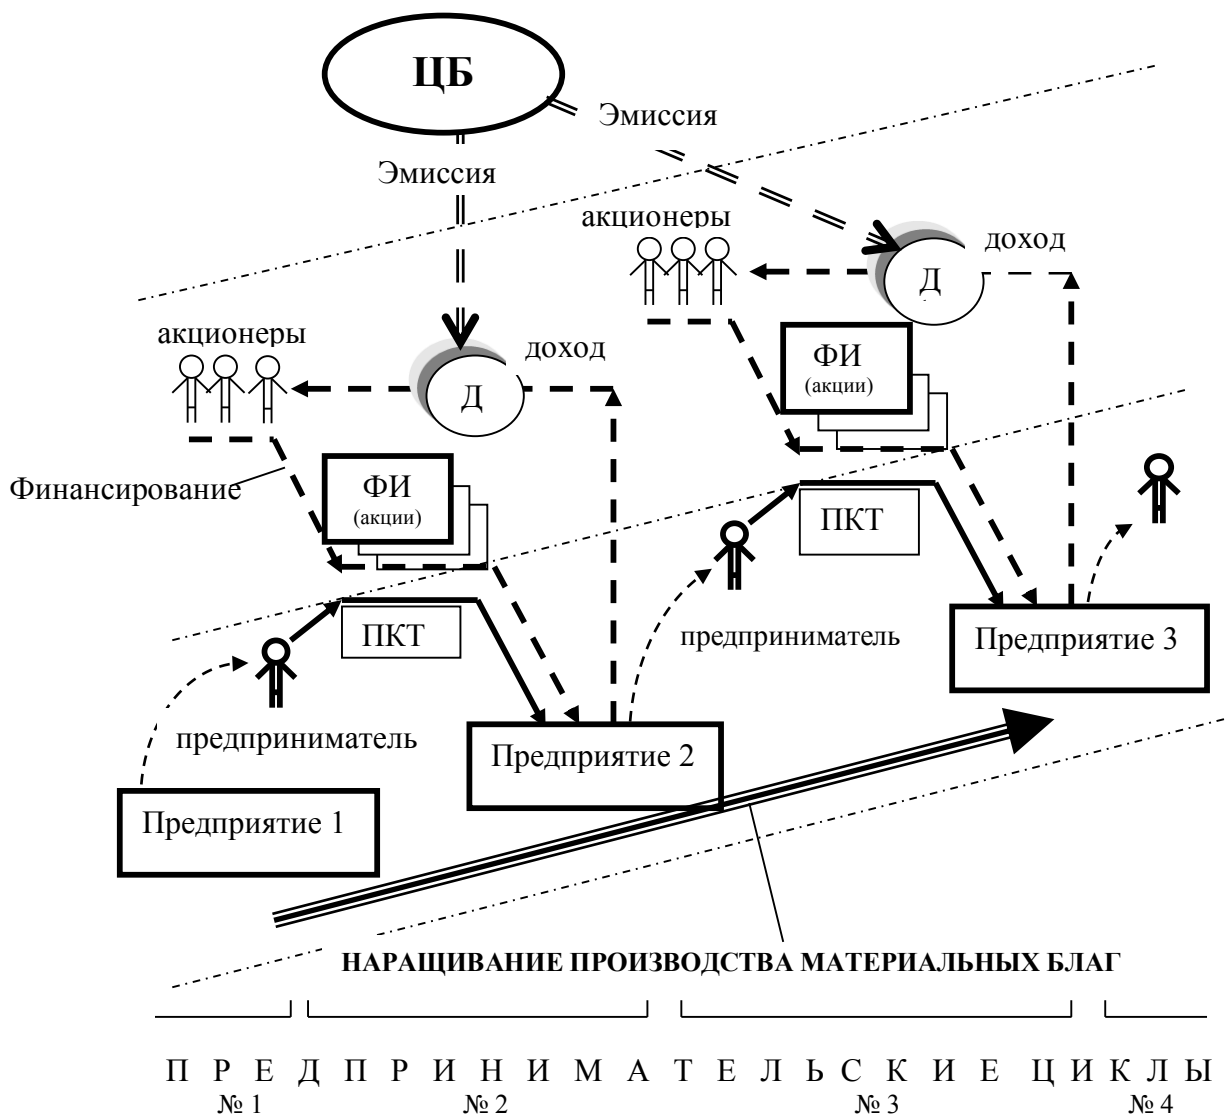 ЦБ
Эмиссия
Эмиссия
акционеры
доход
Д
акционеры
ФИ
(акции)
доход
Д
Финансирование
ФИ
(акции)
ПКТ
ПКТ
предприниматель
Предприятие 3
предприниматель
Предприятие 2
Предприятие 1
НАРАЩИВАНИЕ ПРОИЗВОДСТВА МАТЕРИАЛЬНЫХ БЛАГ
П Р Е Д П Р И Н И М А Т Е Л Ь С К И Е Ц И К Л Ы
№ 1 № 2 № 3 № 4